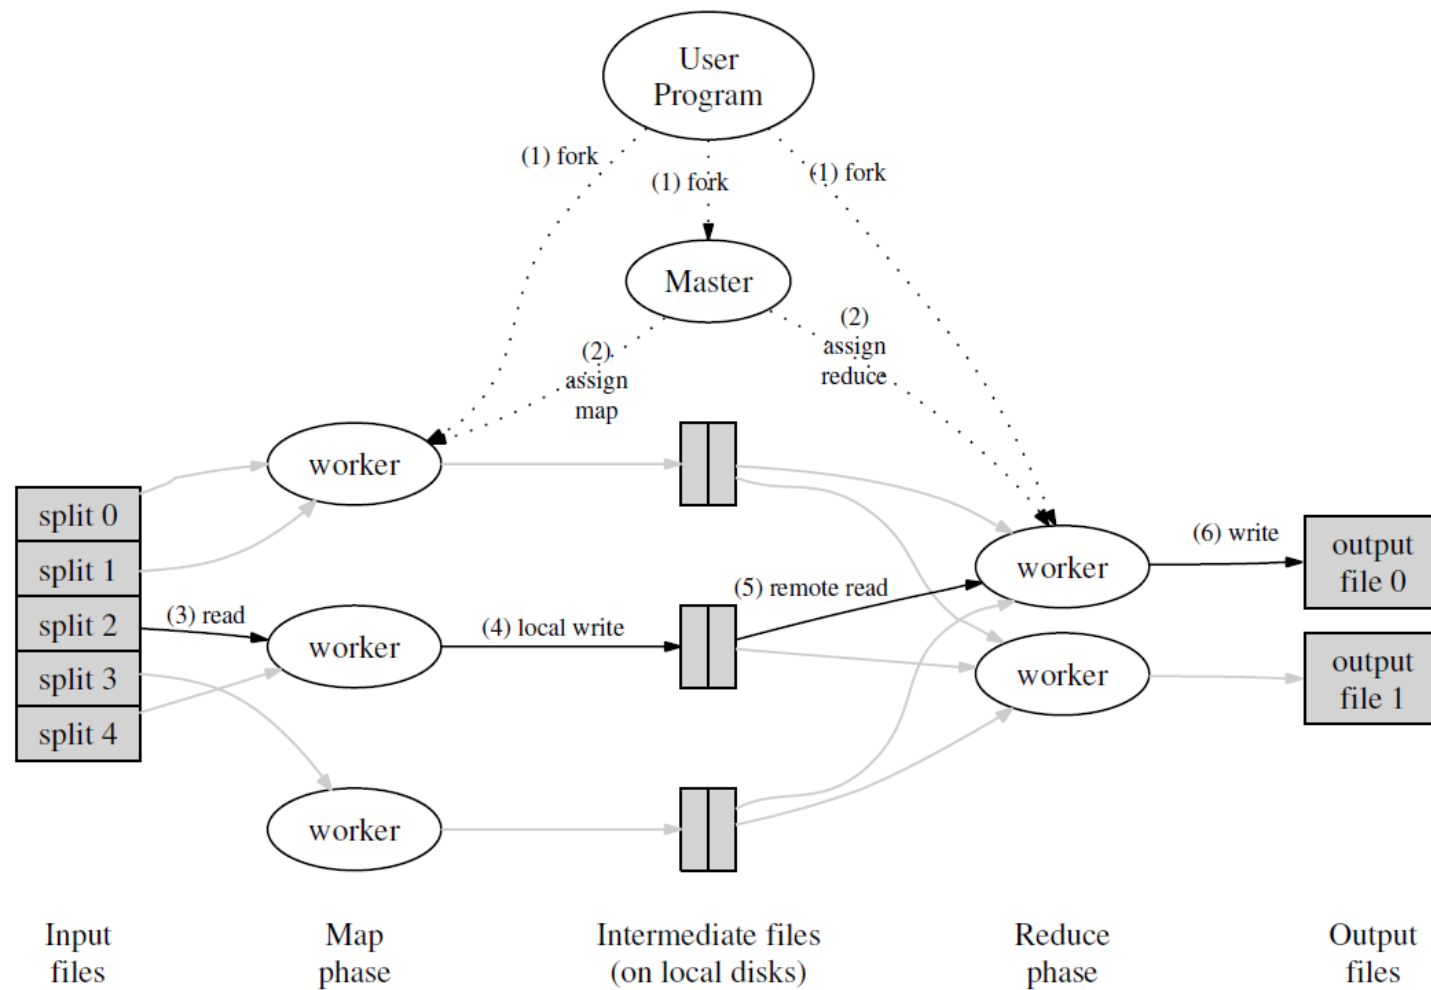 User
Program
(1) fork
(1) fork
(1) fork
Master
(2)
assign
map
(2)
assign
reduce
worker
split 0
split 1
split 2
split 3
split 4
(3) read
worker
(4) local write
worker
(5) remote read
worker
worker
(6) write
output
file 0
output
file 1
Input
files
Map
phase
Intermediate files
(on local disks)
Reduce
phase
Output
files